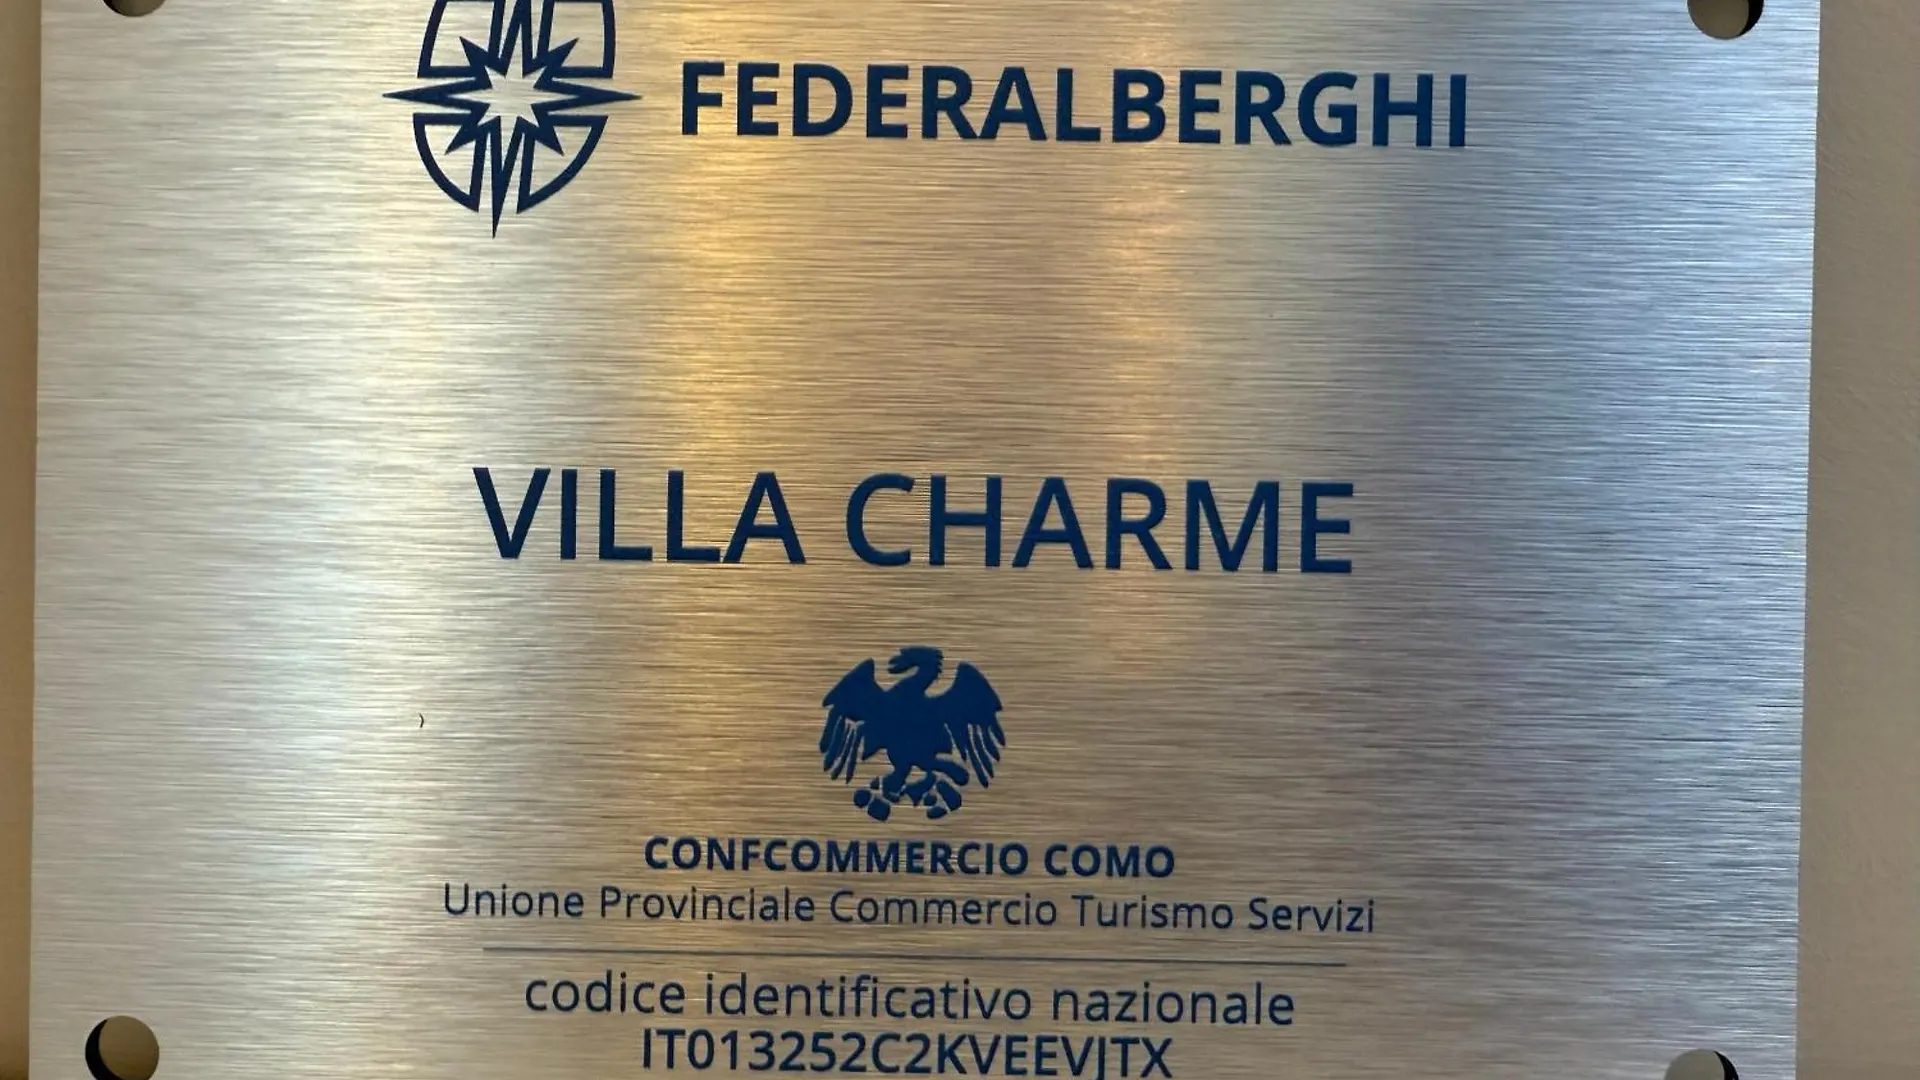 FEDERALBERGHI
VILLA CHARME
CONFCOMMERCIO COMO
Unione Provinciale Commercio Turismo Servizi
codice identificativo nazionale
IT013252C2KVEEVJTX